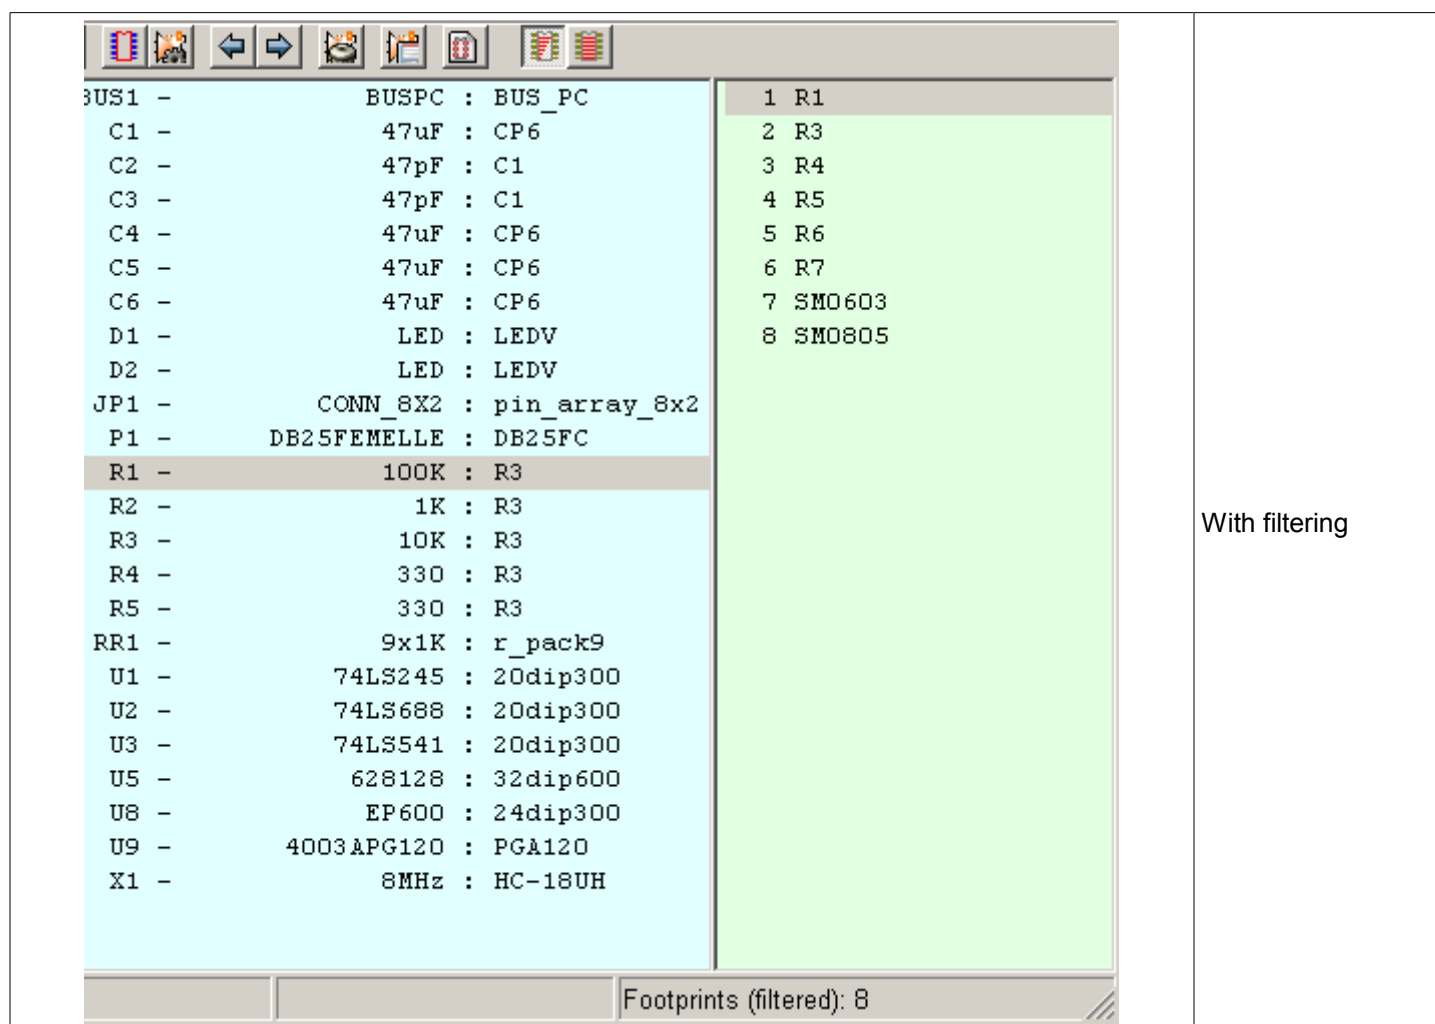 BUS1 - BUSPC : BUS_PC
C1 - 47uF : CP6
C2 - 47pF : C1
C3 - 47pF : C1
C4 - 47uF : CP6
C5 - 47uF : CP6
C6 - 47uF : CP6
D1 - LED : LEDV
D2 - LED : LEDV
JP1 - CONN_8X2 : pin_array_8x2
P1 - DB25FEMELLE : DB25FC
R1 - 100K : R3
R2 - 1K : R3
R3 - 10K : R3
R4 - 330 : R3
R5 - 330 : R3
RR1 - 9x1K : r_pack9
U1 - 74LS245 : 20dip300
U2 - 74LS688 : 20dip300
U3 - 74LS541 : 20dip300
U5 - 628128 : 32dip600
U8 - EP600 : 24dip300
U9 - 4003APG120 : PGA120
X1 - 8MHz : HC-18UH
1 R1
2 R3
3 R4
4 R5
5 R6
6 R7
7 SM0603
8 SM0805
Footprints (filtered): 8
With filtering